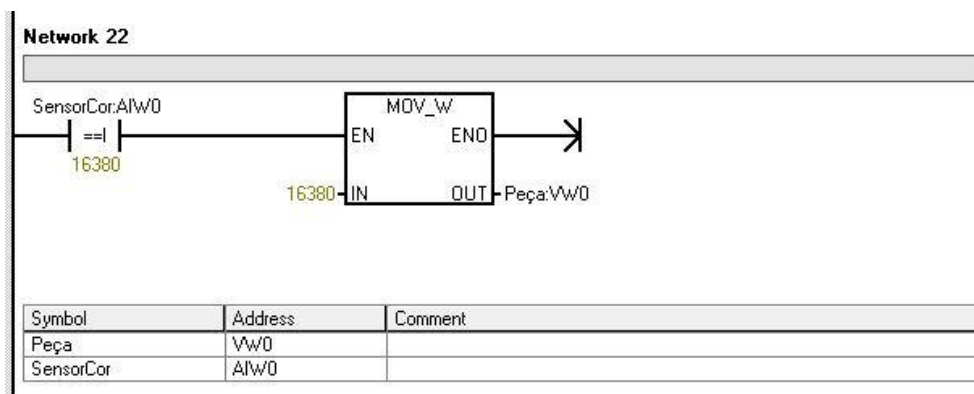 Network 22
SensorCor:AIW0
==I
16380
MOV_W
EN ENO
16380 IN OUT Peça:VW0
Symbol Address Comment
Peça VW0
SensorCor AIW0